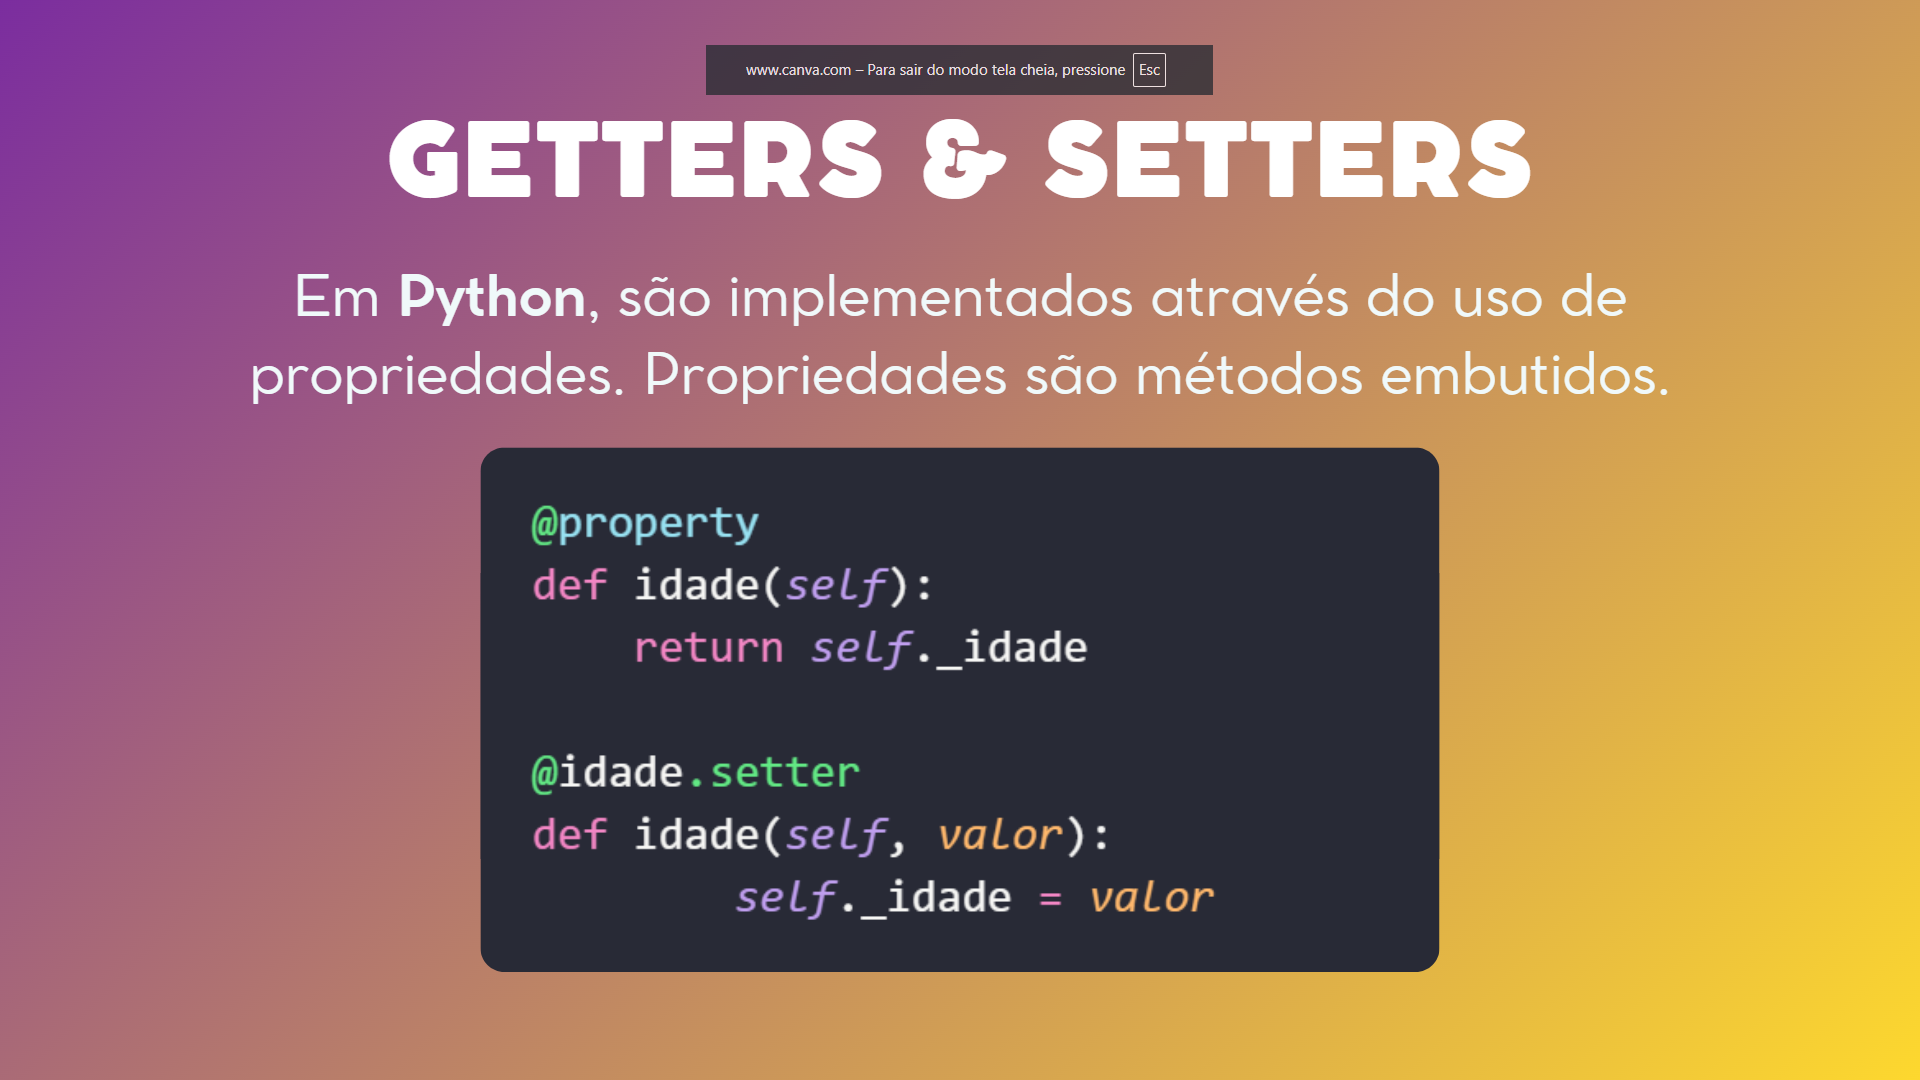 www.canva.com – Para sair do modo tela cheia, pressione Esc
GETTERS & SETTERS
Em Python, são implementados através do uso de
propriedades. Propriedades são métodos embutidos.
@property
def idade(self):
    return self._idade
@idade.setter
def idade(self, valor):
        self._idade = valor